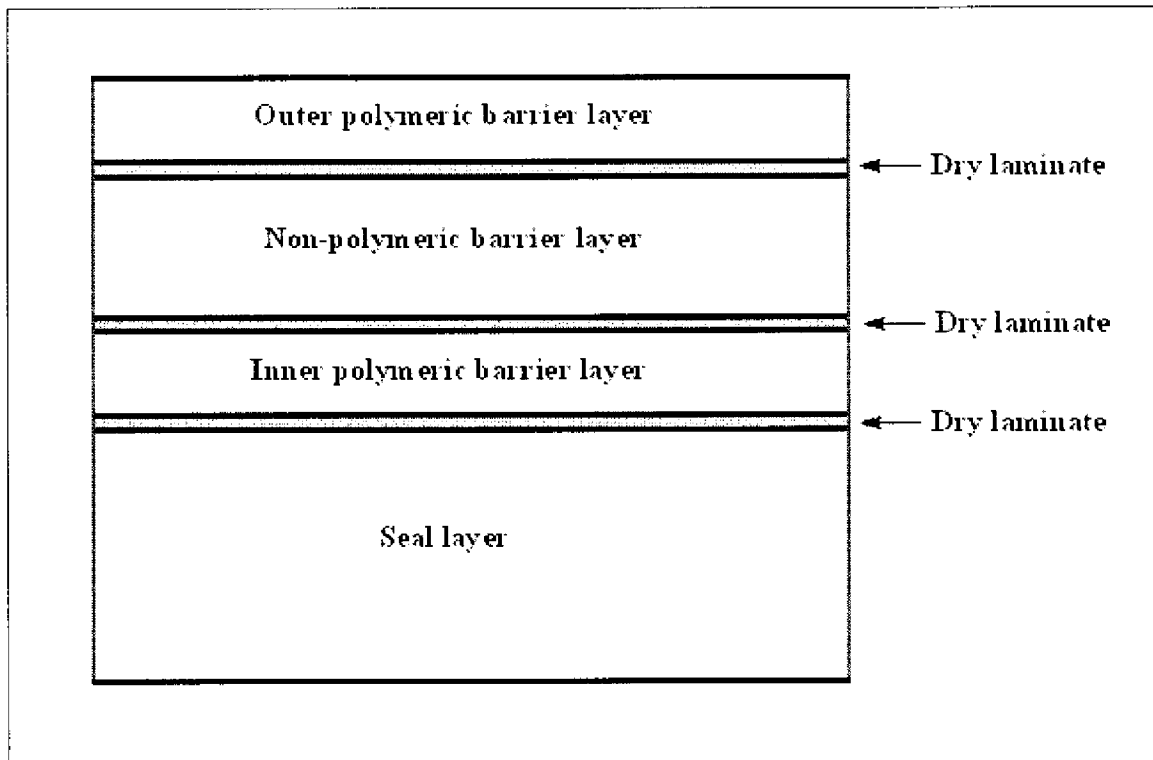 Outer polymeric barrier layer
Dry laminate
Non-polymeric barrier layer
Dry laminate
Inner polymeric barrier layer
Dry laminate
Seal layer